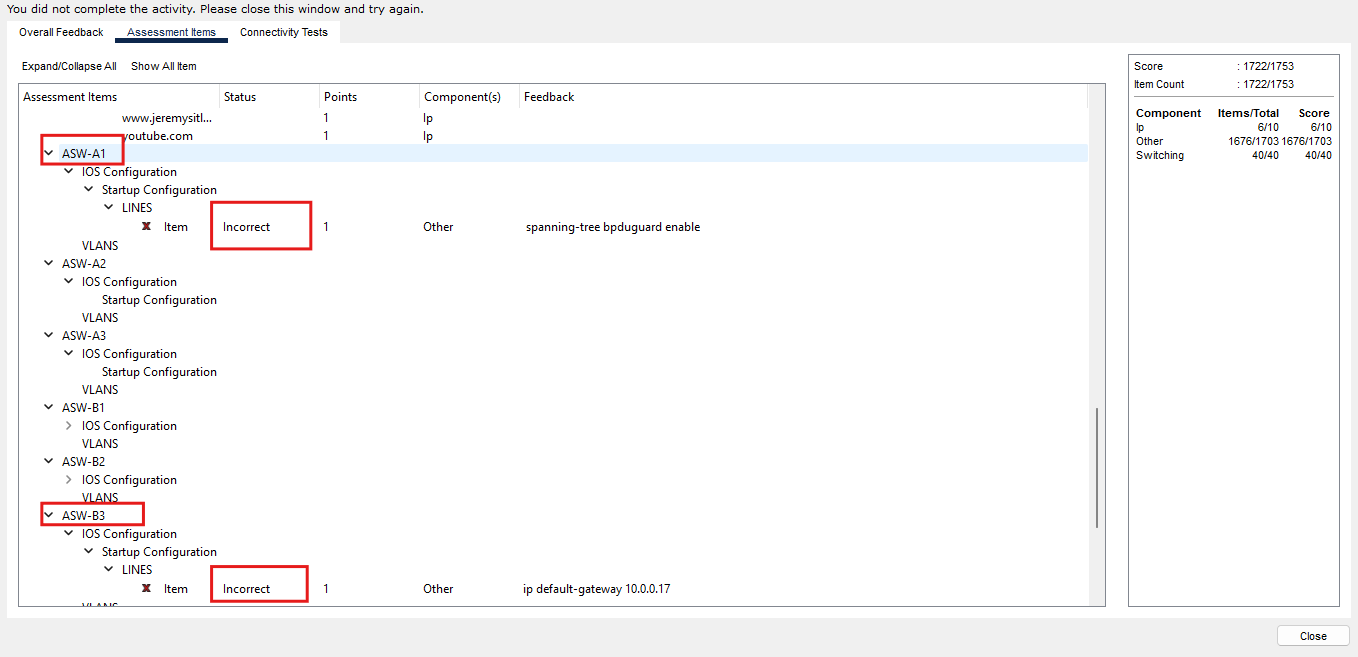 You did not complete the activity. Please close this window and try again.
Overall Feedback Assessment Items Connectivity Tests
Expand/Collapse All Show All Item
Assessment Items Status Points Component(s) Feedback
www.jeremysitl... 1 Ip
youtube.com 1 Ip
ASW-A1
IOS Configuration
Startup Configuration
LINES
Item Incorrect 1 Other spanning-tree bpduguard enable
VLANS
ASW-A2
IOS Configuration
Startup Configuration
VLANS
ASW-A3
IOS Configuration
Startup Configuration
VLANS
ASW-B1
IOS Configuration
VLANS
ASW-B2
IOS Configuration
VLANS
ASW-B3
IOS Configuration
Startup Configuration
LINES
Item Incorrect 1 Other ip default-gateway 10.0.0.17
VLANS
Score : 1722/1753
Item Count : 1722/1753
Component Items/Total Score
Ip 6/10 6/10
Other 1676/1703 1676/1703
Switching 40/40 40/40
Close